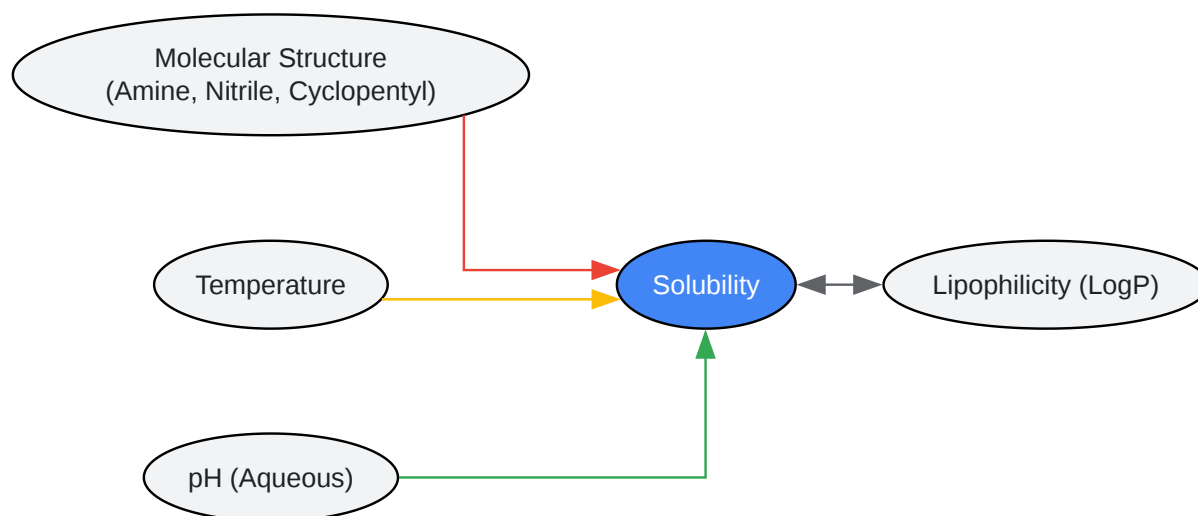 Molecular Structure
(Amine, Nitrile, Cyclopentyl)
Temperature
Solubility
Lipophilicity (LogP)
pH (Aqueous)